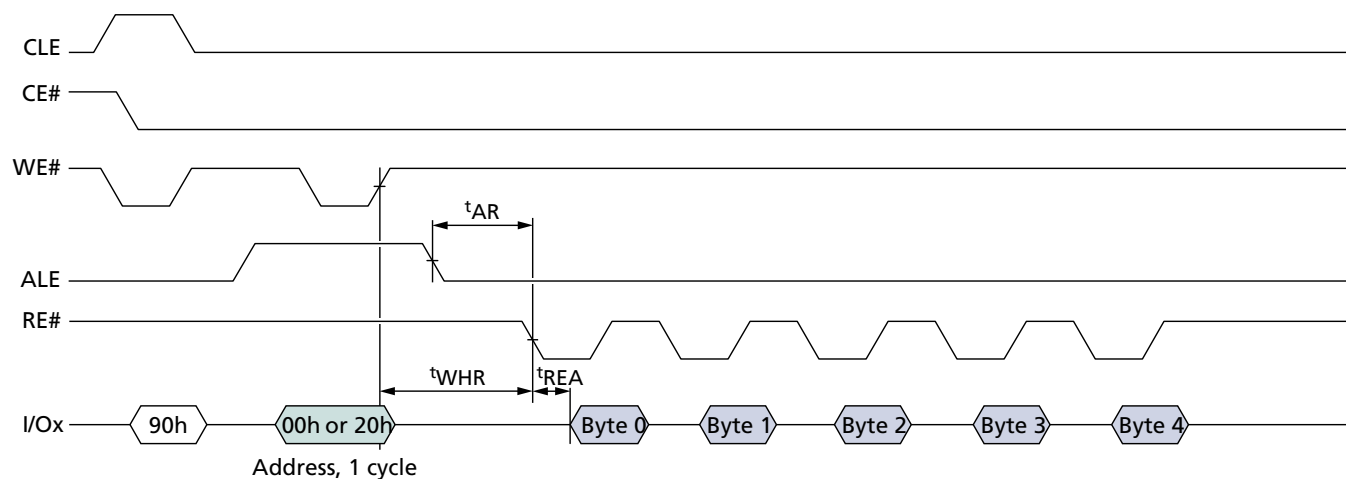 CLE
CE#
WE#
tAR
ALE
RE#
tWHR
tREA
I/Ox
90h
00h or 20h
Byte 0
Byte 1
Byte 2
Byte 3
Byte 4
Address, 1 cycle